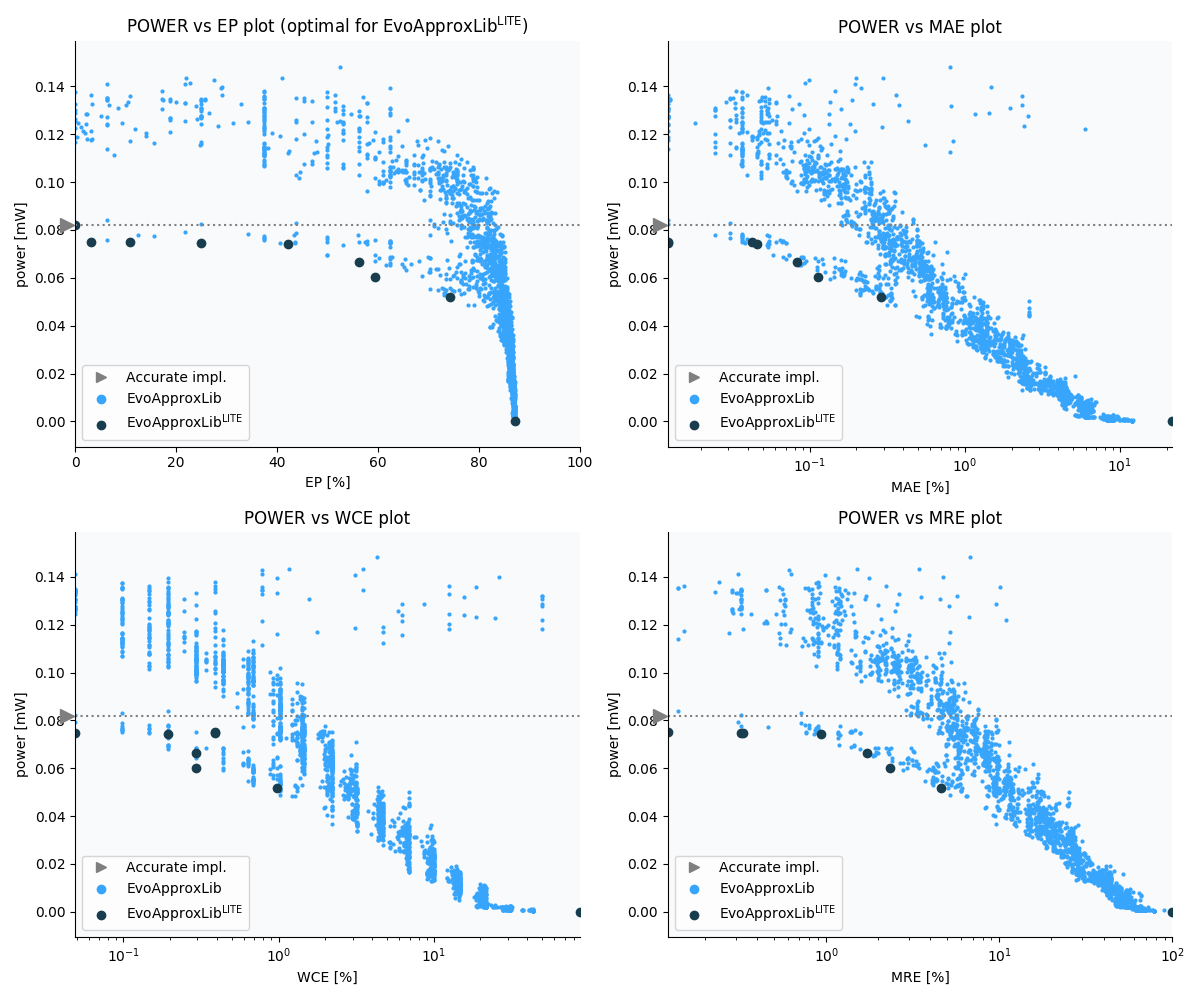 POWER vs EP plot (optimal for EvoApproxLib^LITE)
0.14
0.12
0.10
0.08
0.06
0.04
0.02
0.00
power [mW]
Accurate impl.
EvoApproxLib
EvoApproxLib^LITE
0 20 40 60 80 100
EP [%]
POWER vs MAE plot
0.14
0.12
0.10
0.08
0.06
0.04
0.02
0.00
power [mW]
Accurate impl.
EvoApproxLib
EvoApproxLib^LITE
10^−1 10^0 10^1
MAE [%]
POWER vs WCE plot
0.14
0.12
0.10
0.08
0.06
0.04
0.02
0.00
power [mW]
Accurate impl.
EvoApproxLib
EvoApproxLib^LITE
10^−1 10^0 10^1
WCE [%]
POWER vs MRE plot
0.14
0.12
0.10
0.08
0.06
0.04
0.02
0.00
power [mW]
Accurate impl.
EvoApproxLib
EvoApproxLib^LITE
10^0 10^1 10^2
MRE [%]